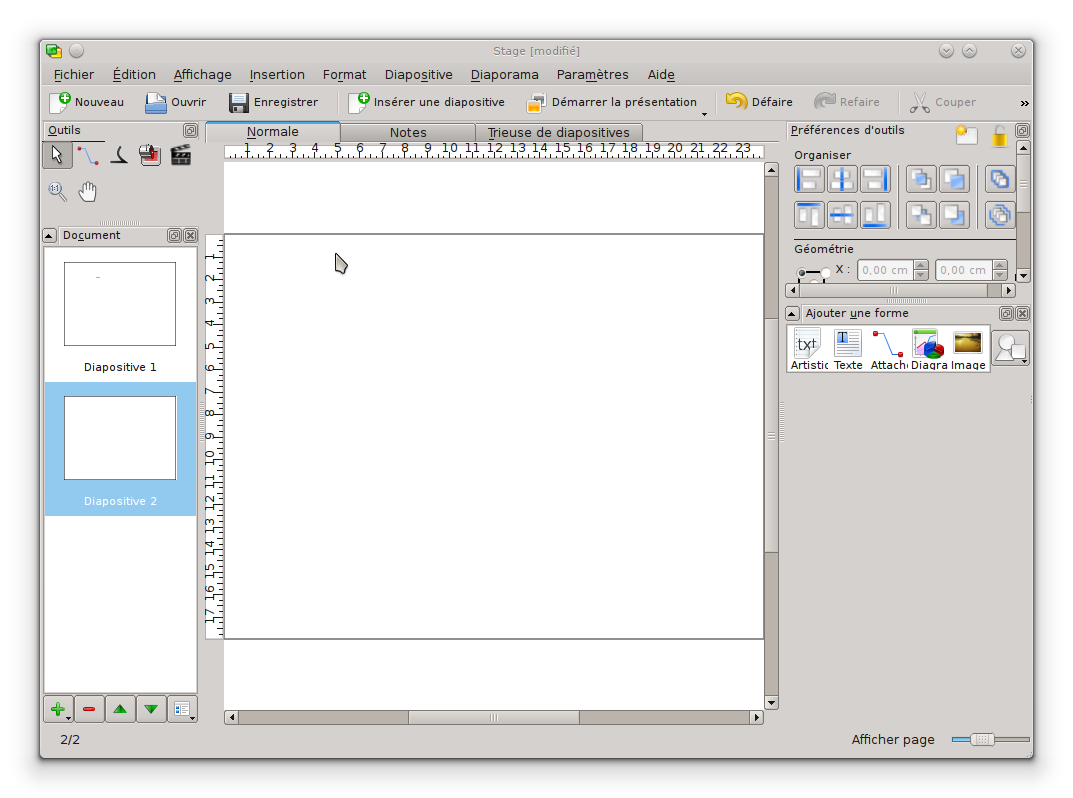 Stage [modifié]
Fichier Édition Affichage Insertion Format Diapositive Diaporama Paramètres Aide
Nouveau Ouvrir Enregistrer Insérer une diapositive Démarrer la présentation Défaire Refaire Couper »
Outils
Normale Notes Trieuse de diapositives
Préférences d'outils
1 2 3 4 5 6 7 8 9 10 11 12 13 14 15 16 17 18 19 20 21 22 23
Organiser
1:1
Document
Géométrie
X : 0,00 cm 0,00 cm
1 2 3 4 5 6 7 8 9 10 11 12 13 14 15 16 17
Ajouter une forme
txt T
Artistic Texte Attach Diagra Image
Diapositive 1
Diapositive 2
2/2
Afficher page